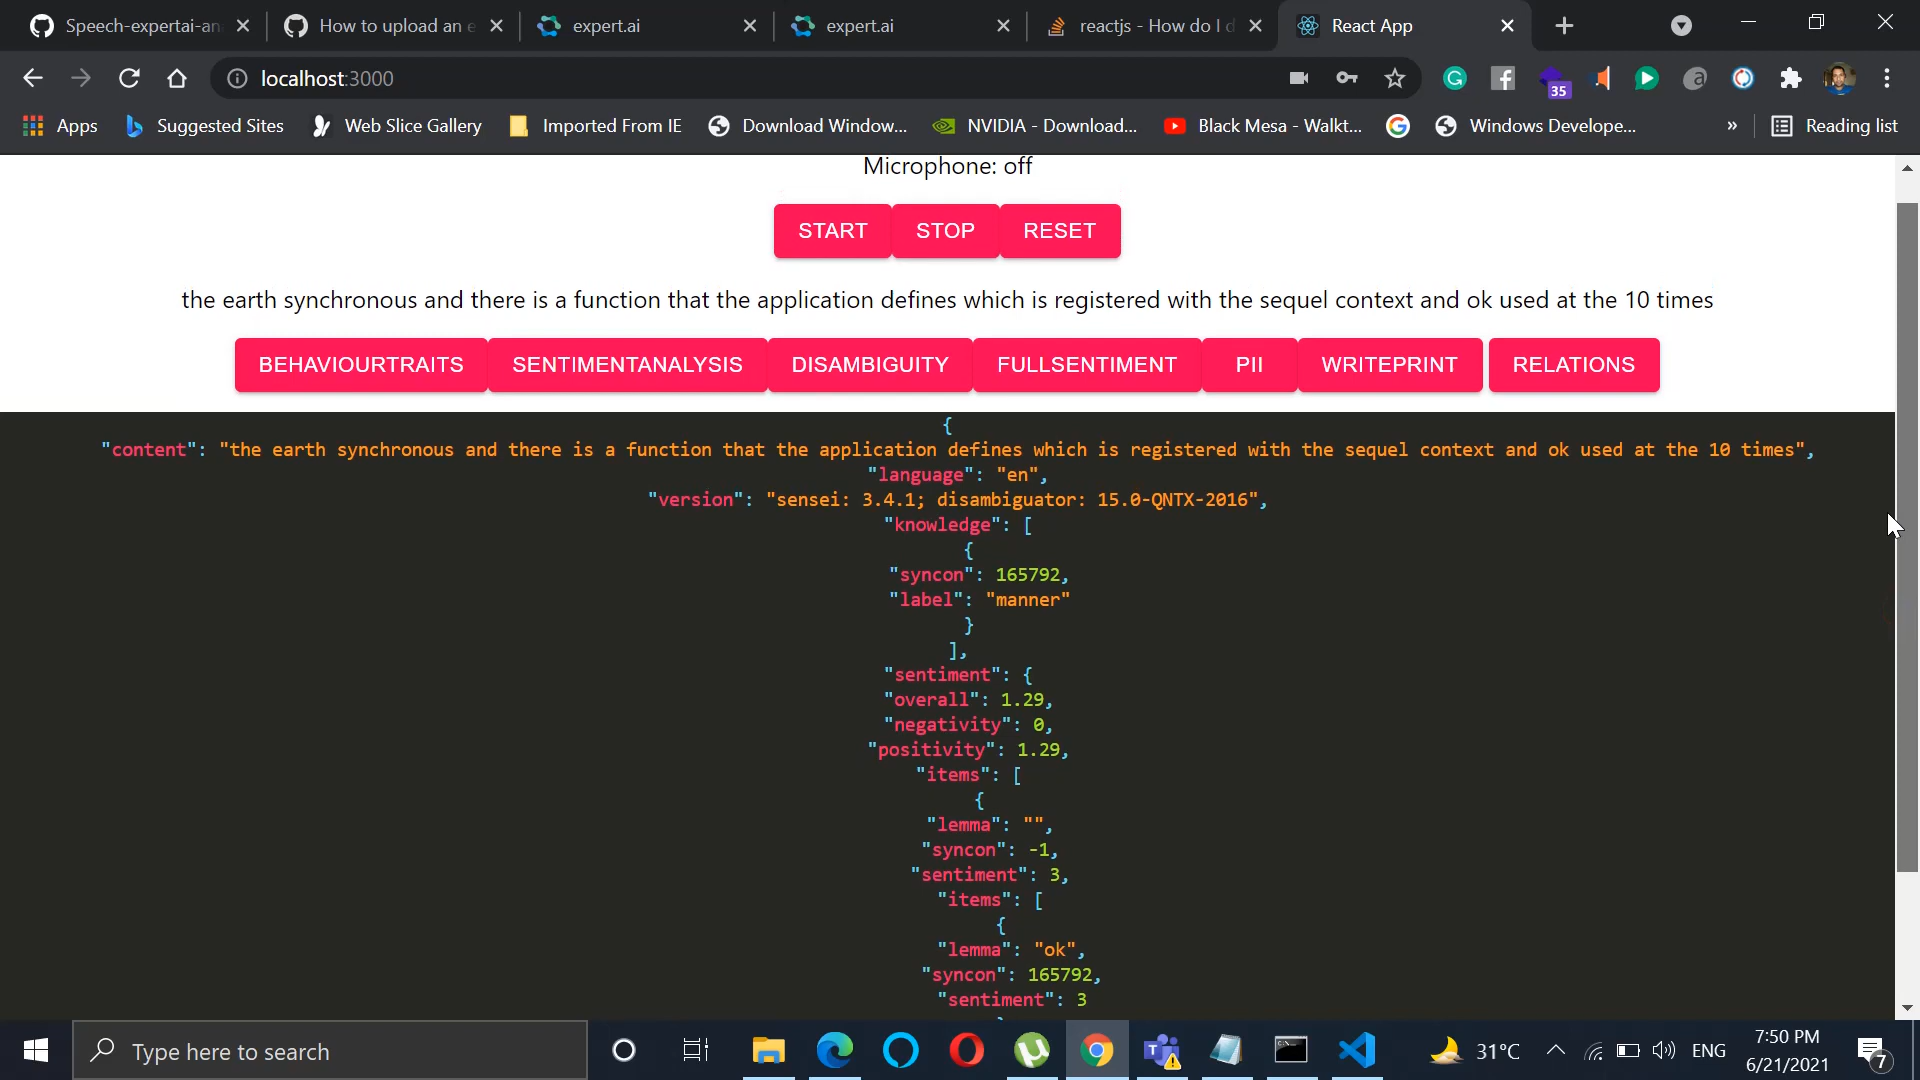 Speech-expertai-an
How to upload an e
expert.ai
expert.ai
reactjs - How do I d
React App
localhost:3000
35
Apps
Suggested Sites
Web Slice Gallery
Imported From IE
Download Window...
NVIDIA - Download...
Black Mesa - Walkt...
Windows Develope...
»
Reading list
Microphone: off
START
STOP
RESET
the earth synchronous and there is a function that the application defines which is registered with the sequel context and ok used at the 10 times
BEHAVIOURTRAITS
SENTIMENTANALYSIS
DISAMBIGUITY
FULLSENTIMENT
PII
WRITEPRINT
RELATIONS
{
"content": "the earth synchronous and there is a function that the application defines which is registered with the sequel context and ok used at the 10 times",
"language": "en",
"version": "sensei: 3.4.1; disambiguator: 15.0-QNTX-2016",
"knowledge": [
{
"syncon": 165792,
"label": "manner"
}
],
"sentiment": {
"overall": 1.29,
"negativity": 0,
"positivity": 1.29,
"items": [
{
"lemma": "",
"syncon": -1,
"sentiment": 3,
"items": [
{
"lemma": "ok",
"syncon": 165792,
"sentiment": 3
Type here to search
31°C
ENG
7:50 PM
6/21/2021
7